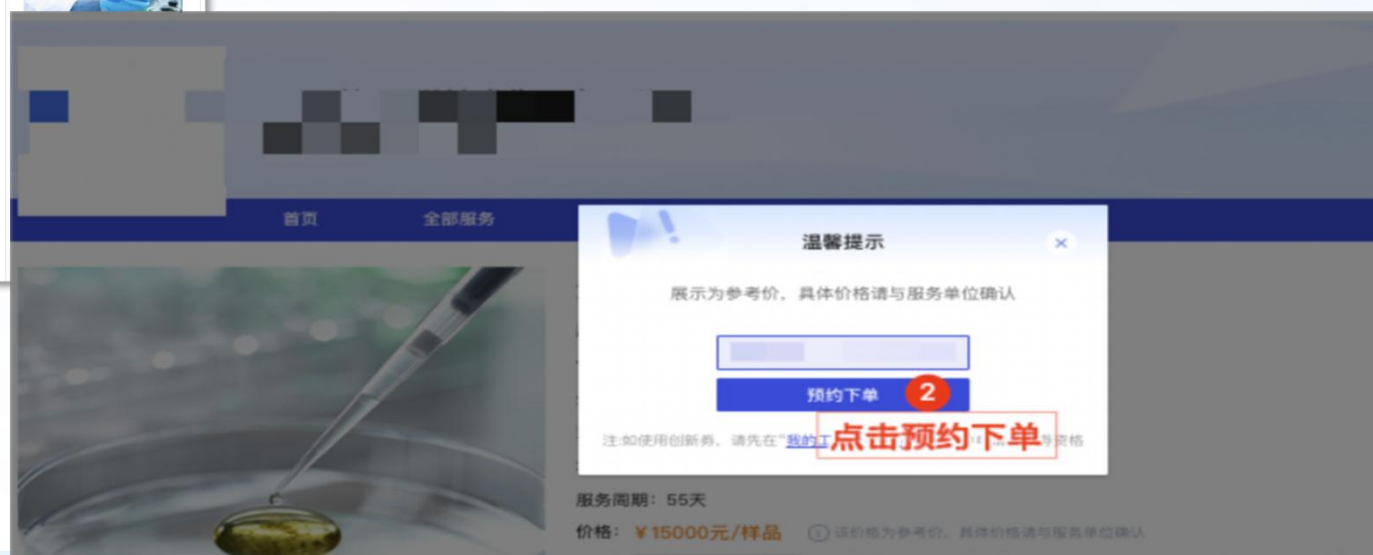 首页 全部服务
温馨提示
展示为参考价，具体价格请与服务单位确认
预约下单 2
注:如使用创新券，请先在"我的工
点击预约下单
资格
服务周期：55天
价格：￥15000元/样品 该价格为参考价，具体价格请与服务单位确认